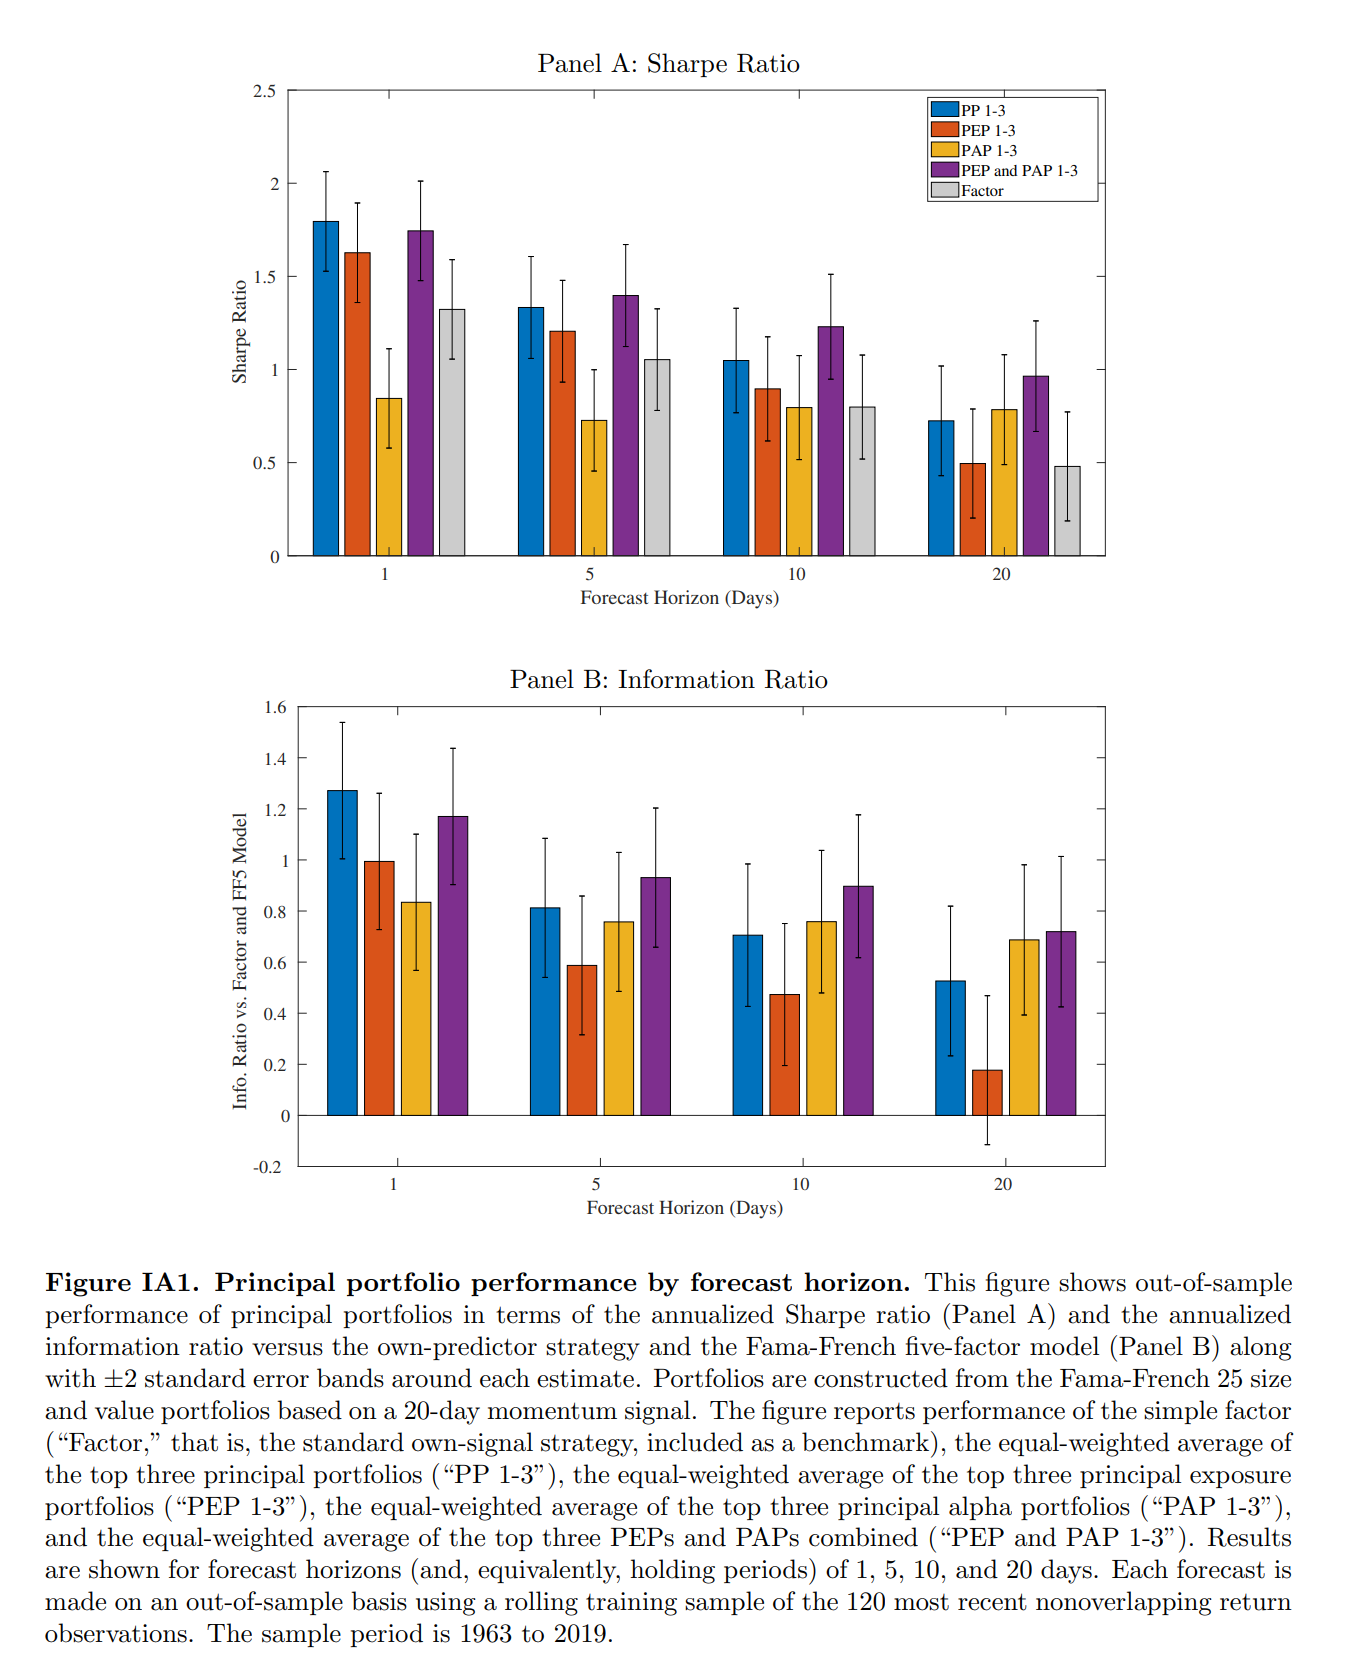 Panel A: Sharpe Ratio
2.5
2
1.5
1
0.5
0
Sharpe Ratio
PP 1-3
PEP 1-3
PAP 1-3
PEP and PAP 1-3
Factor
1 5 10 20
Forecast Horizon (Days)
Panel B: Information Ratio
1.6
1.4
1.2
1
0.8
0.6
0.4
0.2
0
-0.2
Info. Ratio vs. Factor and FF5 Model
1 5 10 20
Forecast Horizon (Days)
Figure IA1. Principal portfolio performance by forecast horizon. This figure shows out-of-sample
performance of principal portfolios in terms of the annualized Sharpe ratio (Panel A) and the annualized
information ratio versus the own-predictor strategy and the Fama-French five-factor model (Panel B) along
with ±2 standard error bands around each estimate. Portfolios are constructed from the Fama-French 25 size
and value portfolios based on a 20-day momentum signal. The figure reports performance of the simple factor
(“Factor,” that is, the standard own-signal strategy, included as a benchmark), the equal-weighted average of
the top three principal portfolios (“PP 1-3”), the equal-weighted average of the top three principal exposure
portfolios (“PEP 1-3”), the equal-weighted average of the top three principal alpha portfolios (“PAP 1-3”),
and the equal-weighted average of the top three PEPs and PAPs combined (“PEP and PAP 1-3”). Results
are shown for forecast horizons (and, equivalently, holding periods) of 1, 5, 10, and 20 days. Each forecast is
made on an out-of-sample basis using a rolling training sample of the 120 most recent nonoverlapping return
observations. The sample period is 1963 to 2019.